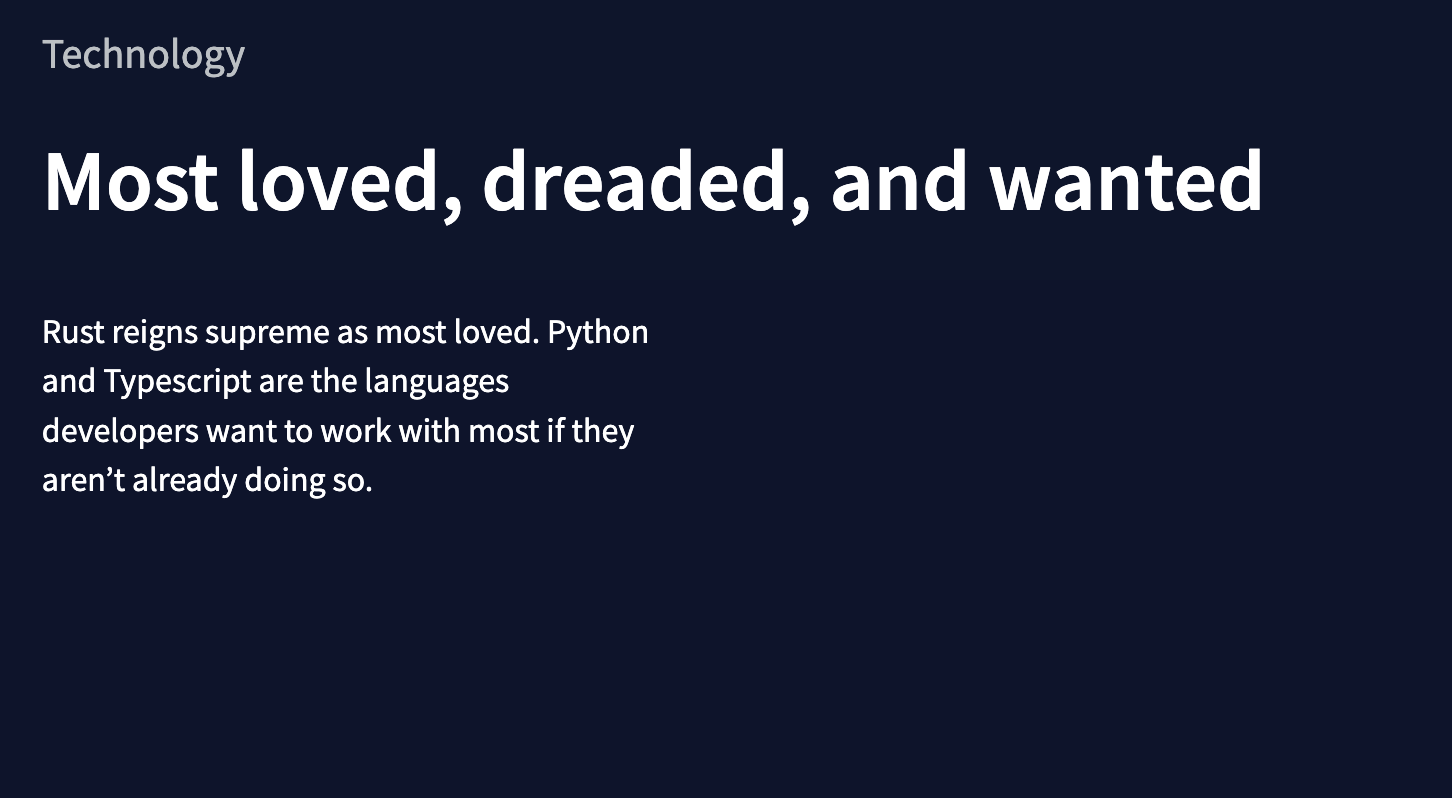 Technology
Most loved, dreaded, and wanted
Rust reigns supreme as most loved. Python
and Typescript are the languages
developers want to work with most if they
aren’t already doing so.